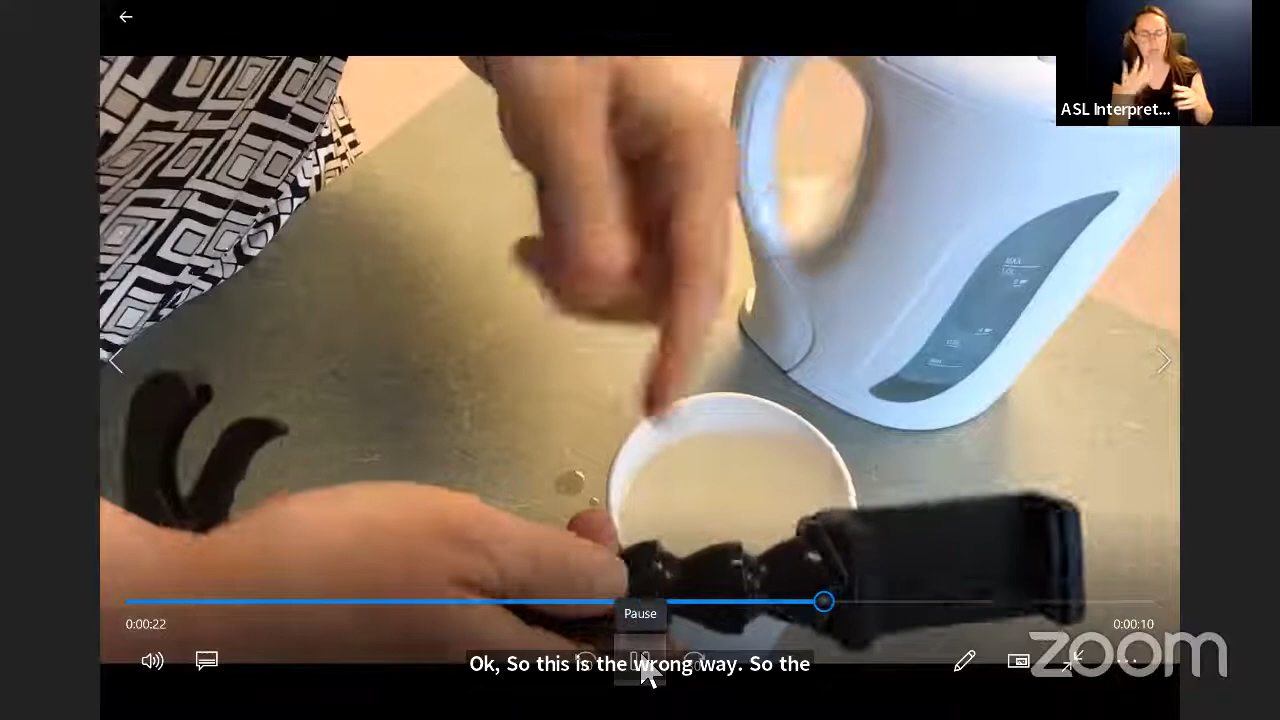 ASL Interpret...
Pause
0:00:22
0:00:10
Ok, So this is the wrong way. So the
zoom